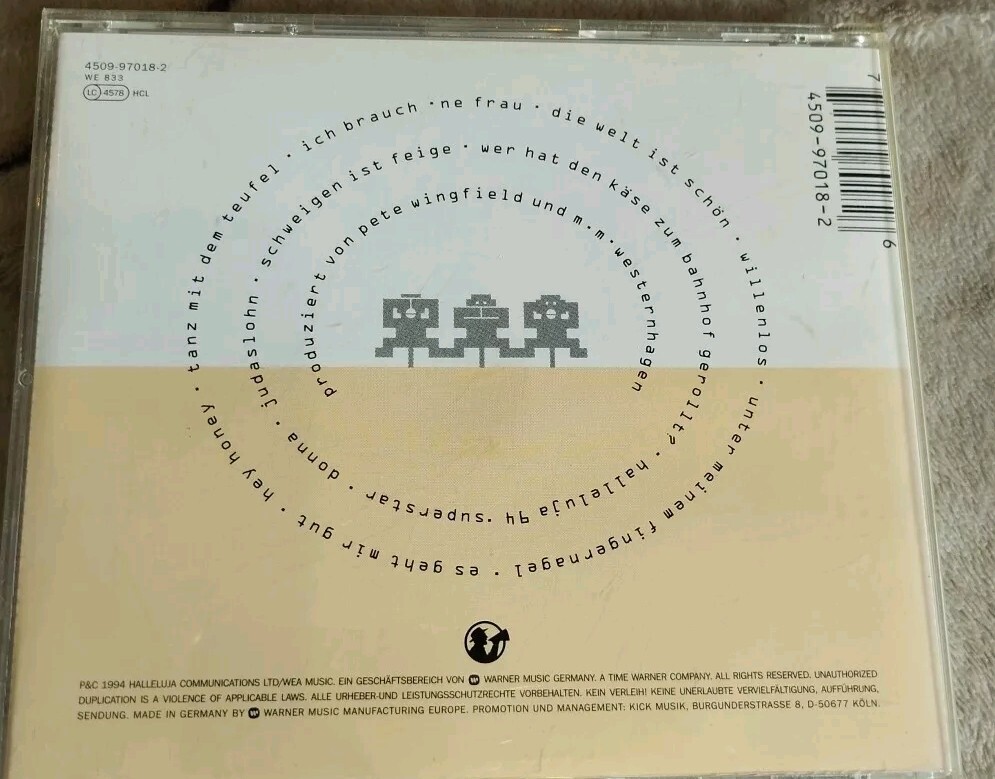 4509-97018-2
WE 833
LC 4578 HCL
7
4509-97018-2
6
tanz mit dem teufel · ich brauch · ne frau · die welt ist schön · willenlos · unter meinem fingernagel · es geht mir gut · hey honey ·
judaslohn · schweigen ist feige · wer hat den käse zum bahnhof gerollt? · halleluja 94 · superstar · donna ·
produziert von pete wingfield und m.m.westernhagen
P&C 1994 HALLELUJA COMMUNICATIONS LTD/WEA MUSIC. EIN GESCHÄFTSBEREICH VON WARNER MUSIC GERMANY. A TIME WARNER COMPANY. ALL RIGHTS RESERVED. UNAUTHORIZED
DUPLICATION IS A VIOLENCE OF APPLICABLE LAWS. ALLE URHEBER-UND LEISTUNGSSCHUTZRECHTE VORBEHALTEN. KEIN VERLEIH! KEINE UNERLAUBTE VERVIELFÄLTIGUNG, AUFFÜHRUNG,
SENDUNG. MADE IN GERMANY BY WARNER MUSIC MANUFACTURING EUROPE. PROMOTION UND MANAGEMENT: KICK MUSIK, BURGUNDERSTRASSE 8, D-50677 KÖLN.